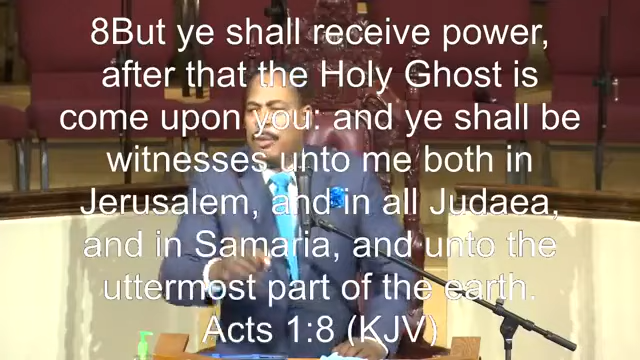 8But ye shall receive power,
after that the Holy Ghost is
come upon you: and ye shall be
witnesses unto me both in
Jerusalem, and in all Judaea,
and in Samaria, and unto the
uttermost part of the earth.
Acts 1:8 (KJV)